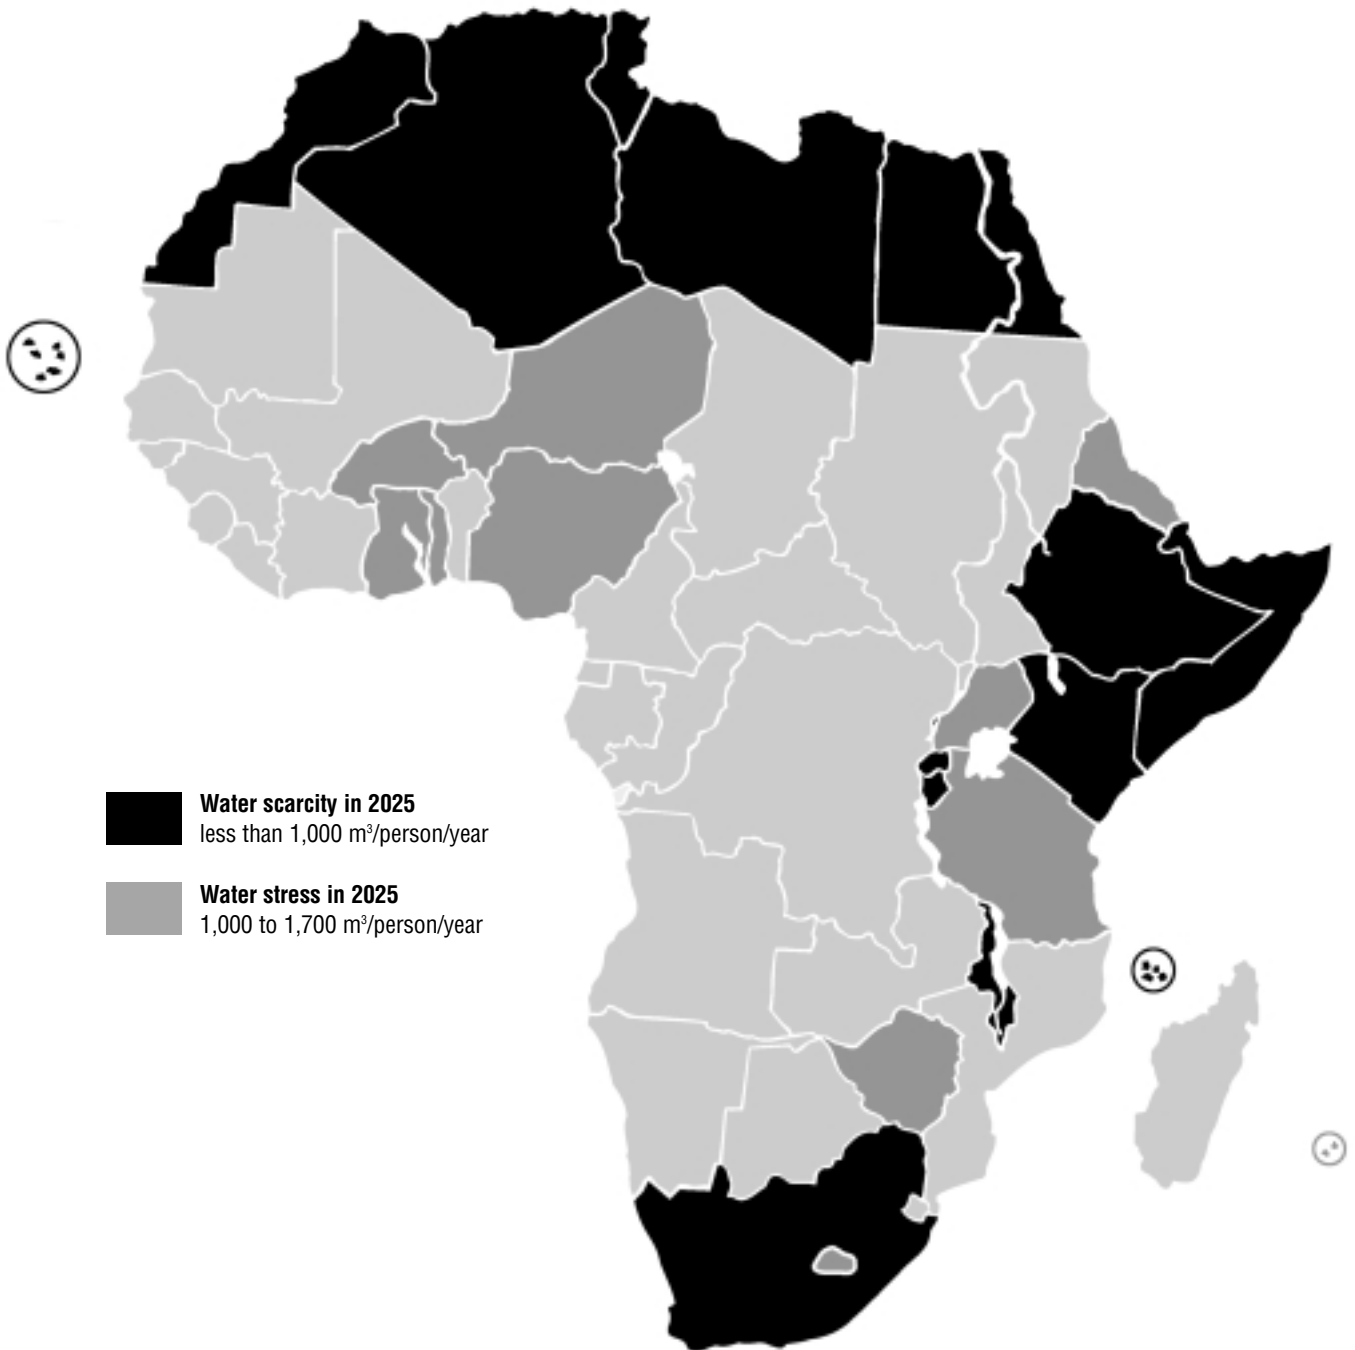 Water scarcity in 2025
less than 1,000 m³/person/year
Water stress in 2025
1,000 to 1,700 m³/person/year